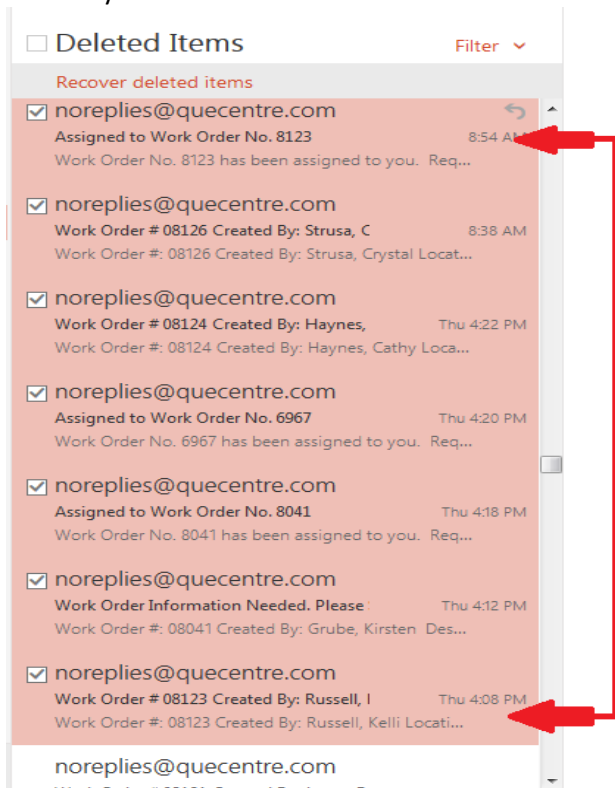 Deleted Items
Filter
Recover deleted items
noreplies@quecentre.com
Assigned to Work Order No. 8123 8:54 AM
Work Order No. 8123 has been assigned to you. Req...
noreplies@quecentre.com
Work Order # 08126 Created By: Strusa, C 8:38 AM
Work Order #: 08126 Created By: Strusa, Crystal Locat...
noreplies@quecentre.com
Work Order # 08124 Created By: Haynes, Thu 4:22 PM
Work Order #: 08124 Created By: Haynes, Cathy Loca...
noreplies@quecentre.com
Assigned to Work Order No. 6967 Thu 4:20 PM
Work Order No. 6967 has been assigned to you. Req...
noreplies@quecentre.com
Assigned to Work Order No. 8041 Thu 4:18 PM
Work Order No. 8041 has been assigned to you. Req...
noreplies@quecentre.com
Work Order Information Needed. Please Thu 4:12 PM
Work Order #: 08041 Created By: Grube, Kirsten Des...
noreplies@quecentre.com
Work Order # 08123 Created By: Russell, Thu 4:08 PM
Work Order #: 08123 Created By: Russell, Kelli Locati...
noreplies@quecentre.com